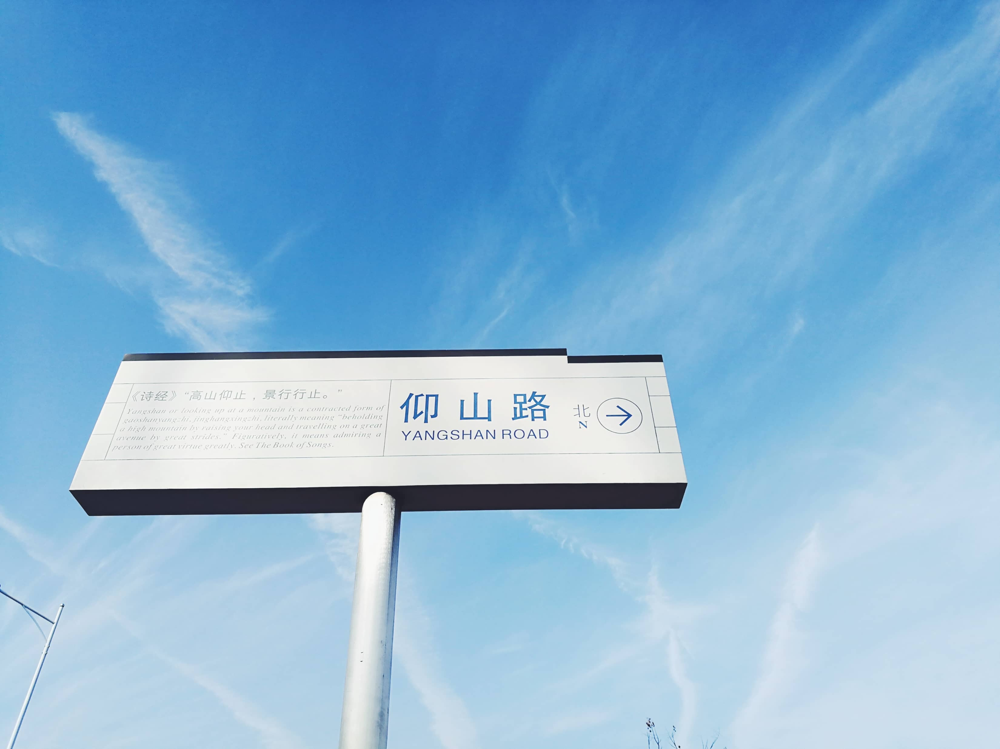 《诗经》“高山仰止，景行行止。”
Yangshan or looking up at a mountain is a contracted form of
gaoshanyangzhi, jinghangxingzhi, literally meaning “beholding
a high mountain by raising your head and travelling on a great
avenue by great strides.” Figuratively, it means admiring a
person of great virtue greatly. See The Book of Songs.
仰山路
YANGSHAN ROAD
北
N